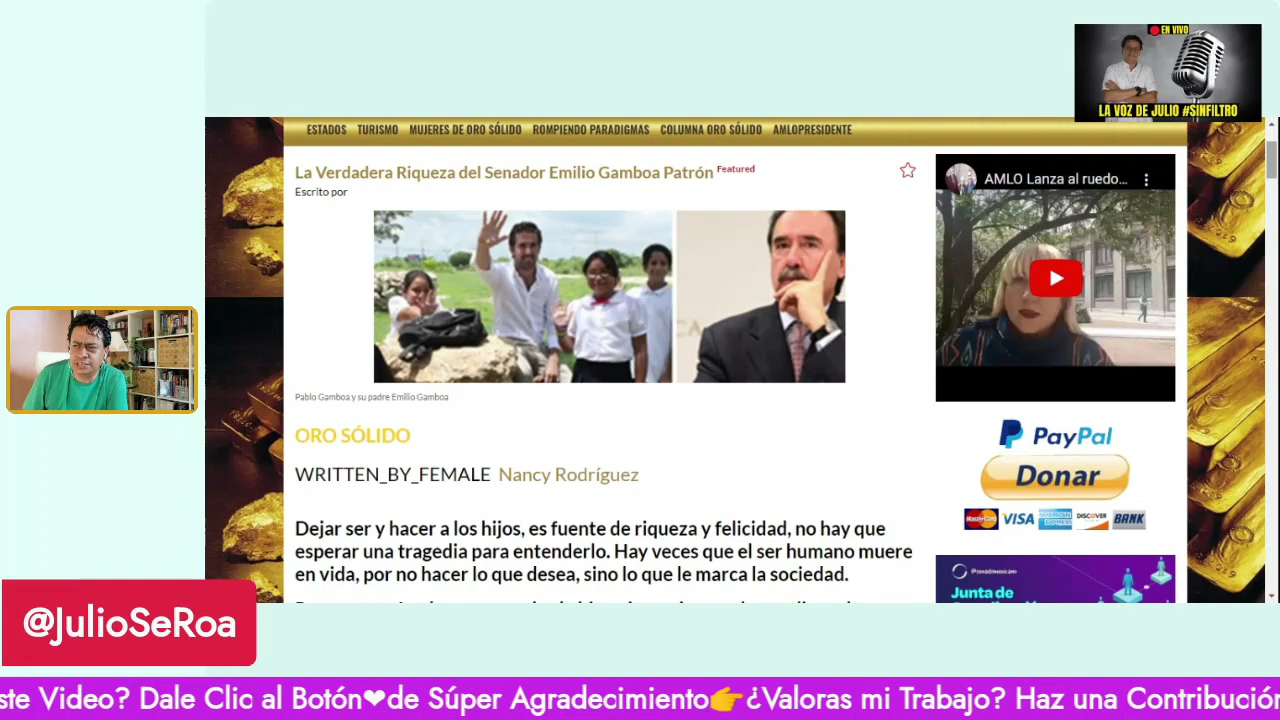 EN VIVO
LA VOZ DE JULIO #SINFILTRO
ESTADOS TURISMO MUJERES DE ORO SÓLIDO ROMPIENDO PARADIGMAS COLUMNA ORO SÓLIDO AMLOPRESIDENTE
La Verdadera Riqueza del Senador Emilio Gamboa Patrón Featured
Escrito por
AMLO Lanza al ruedo...
Pablo Gamboa y su padre Emilio Gamboa
ORO SÓLIDO
WRITTEN_BY_FEMALE Nancy Rodríguez
Dejar ser y hacer a los hijos, es fuente de riqueza y felicidad, no hay que
esperar una tragedia para entenderlo. Hay veces que el ser humano muere
en vida, por no hacer lo que desea, sino lo que le marca la sociedad.
PayPal
Donar
MasterCard VISA AMERICAN EXPRESS DISCOVER BANK
@senadomexicano
Junta de
@JulioSeRoa
ste Video? Dale Clic al Botón❤de Súper Agradecimiento👉¿Valoras mi Trabajo? Haz una Contribución